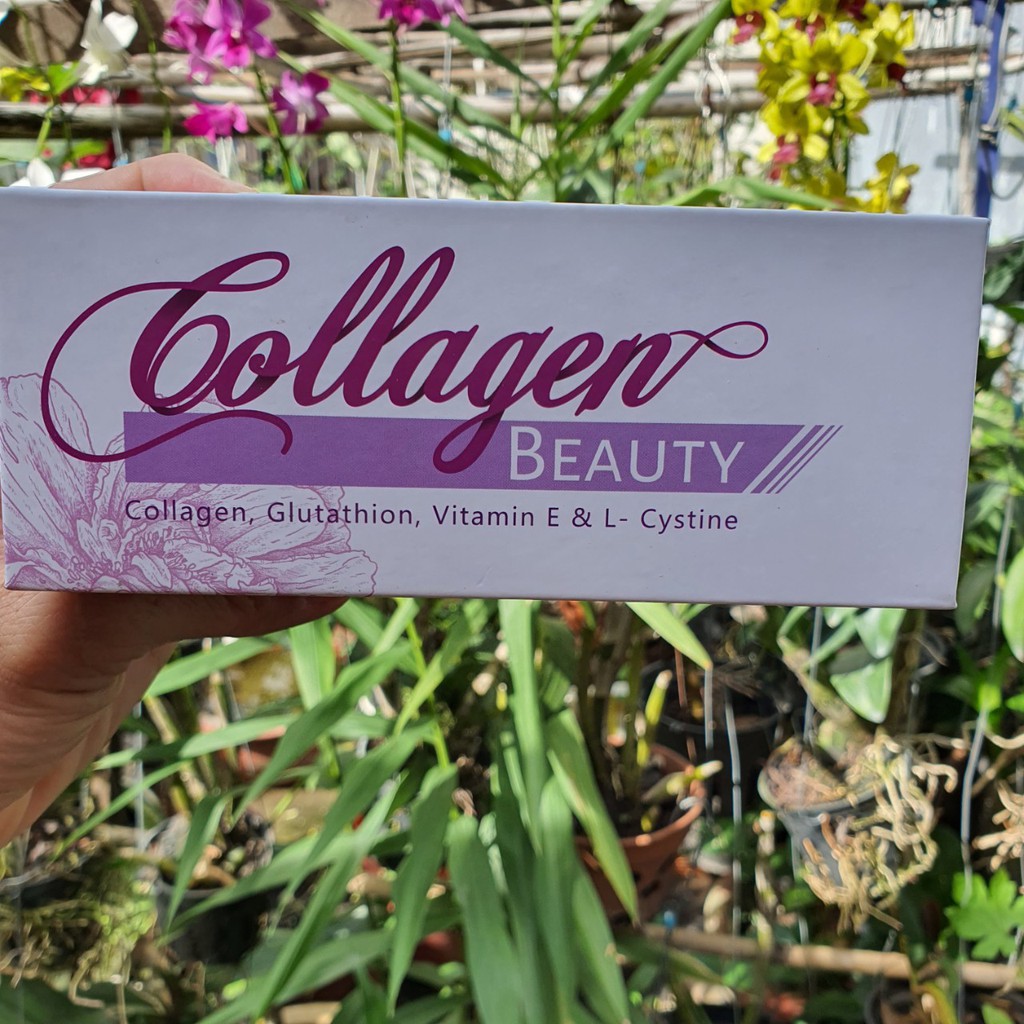 Collagen
BEAUTY
Collagen, Glutathion, Vitamin E & L- Cystine